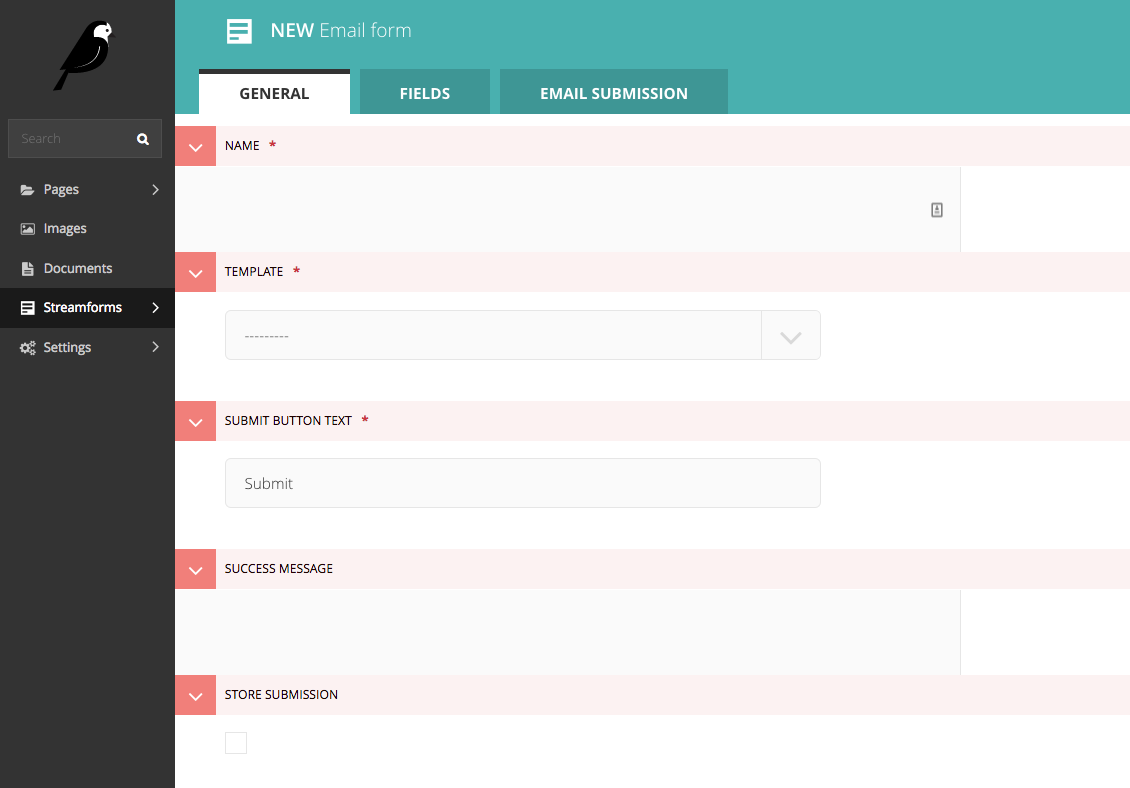 NEW Email form
GENERAL
FIELDS
EMAIL SUBMISSION
Search
Pages
Images
Documents
Streamforms
Settings
NAME *
TEMPLATE *
---------
SUBMIT BUTTON TEXT *
Submit
SUCCESS MESSAGE
STORE SUBMISSION